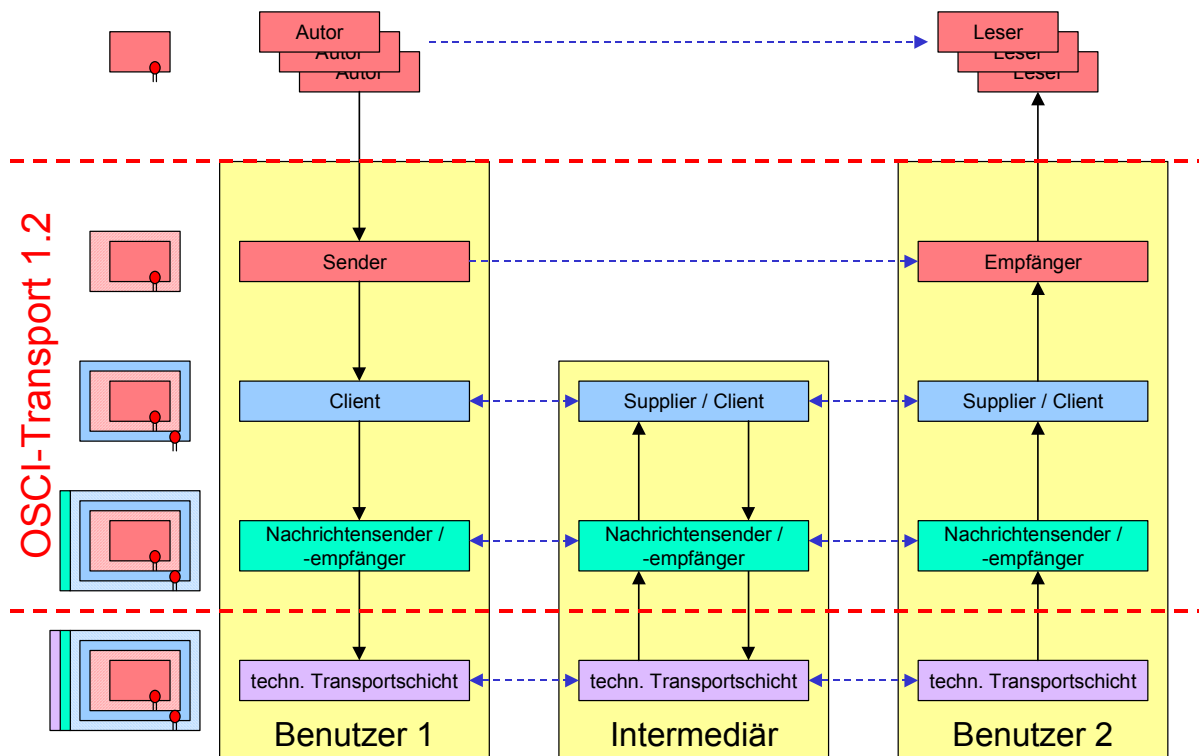 Autor
Autor
Autor
Leser
Leser
Leser
OSCI-Transport 1.2
Sender
Empfänger
Client
Supplier / Client
Supplier / Client
Nachrichtensender /
-empfänger
Nachrichtensender /
-empfänger
Nachrichtensender /
-empfänger
techn. Transportschicht
techn. Transportschicht
techn. Transportschicht
Benutzer 1
Intermediär
Benutzer 2